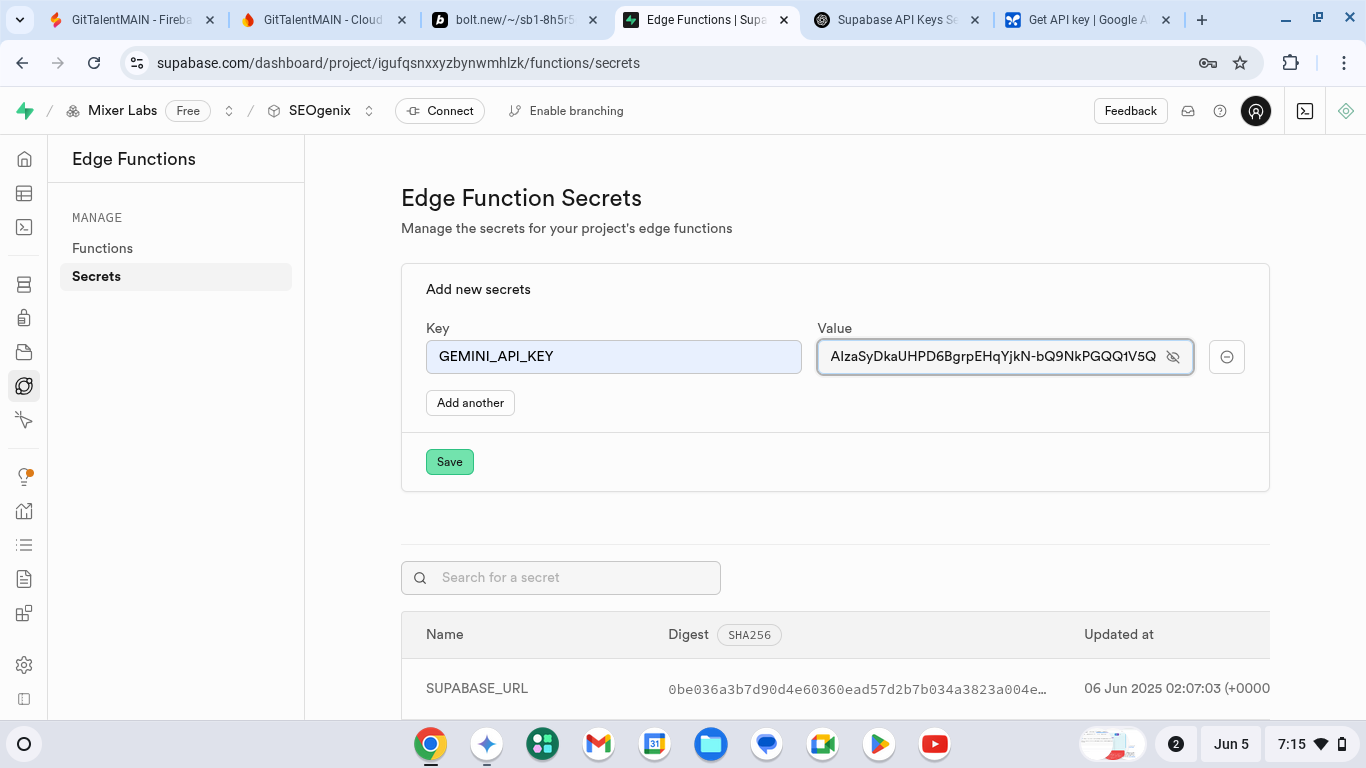 GitTalentMAIN - Fireba
GitTalentMAIN - Cloud
bolt.new/~/sb1-8h5r5
Edge Functions | Supa
Supabase API Keys Se
Get API key | Google A
supabase.com/dashboard/project/igufqsnxxyzbynwmhlzk/functions/secrets
Mixer Labs Free SEOgenix Connect Enable branching Feedback
Edge Functions
MANAGE
Functions
Secrets
Edge Function Secrets
Manage the secrets for your project's edge functions
Add new secrets
Key Value
GEMINI_API_KEY AIzaSyDkaUHPD6BgrpEHqYjkN-bQ9NkPGQQ1V5Q
Add another
Save
Search for a secret
Name Digest SHA256 Updated at
SUPABASE_URL 0be036a3b7d90d4e60360ead57d2b7b034a3823a004e… 06 Jun 2025 02:07:03 (+0000
31 2 Jun 5 7:15